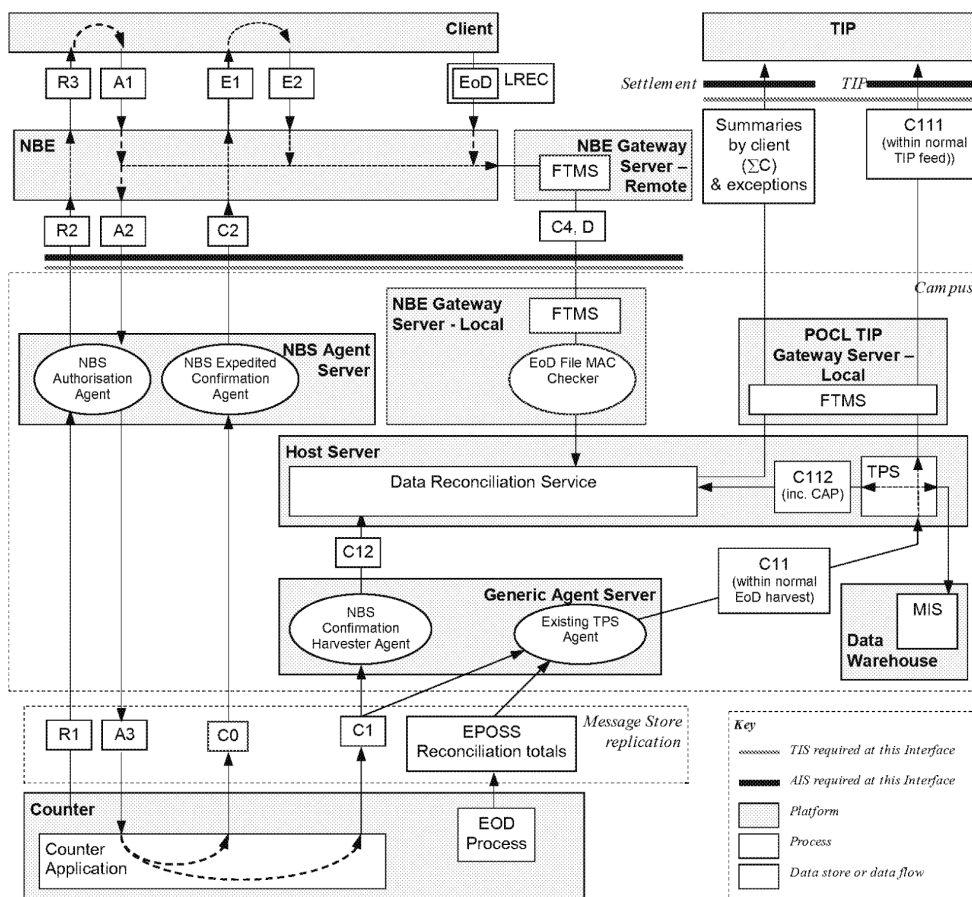 Client
TIP
R3
A1
E1
E2
EoD
LREC
Settlement
TIP
NBE
NBE Gateway
Server –
Remote
FTMS
Summaries
by client
(∑C)
& exceptions
C111
(within normal
TIP feed))
R2
A2
C2
C4, D
Campus
NBE Gateway
Server - Local
FTMS
EoD File MAC
Checker
NBS Agent
Server
NBS
Authorisation
Agent
NBS Expedited
Confirmation
Agent
POCL TIP
Gateway Server –
Local
FTMS
Host Server
Data Reconciliation Service
C112
(inc. CAP)
TPS
C12
C11
(within normal
EoD harvest)
Generic Agent Server
NBS
Confirmation
Harvester Agent
Existing TPS
Agent
MIS
Data
Warehouse
R1
A3
C0
C1
EPOSS
Reconciliation totals
Message Store
replication
Counter
Counter
Application
EOD
Process
Key
TIS required at this Interface
AIS required at this Interface
Platform
Process
Data store or data flow